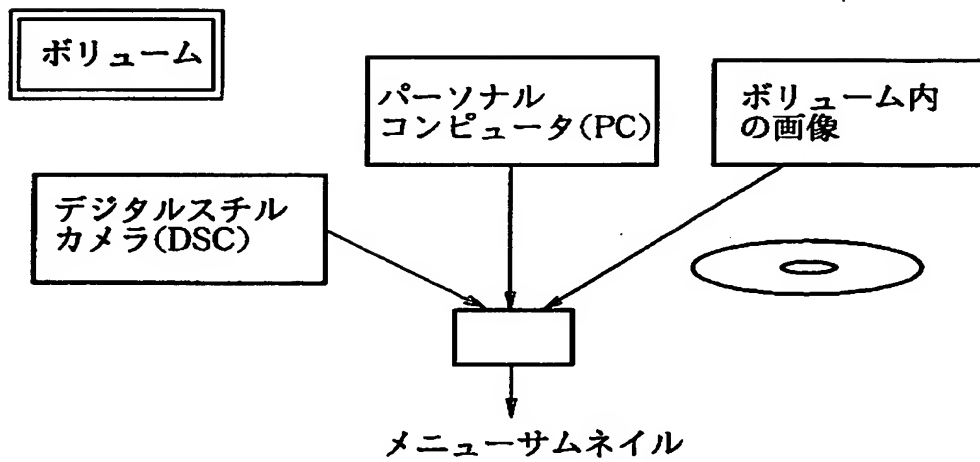 ボリューム
パーソナル
コンピュータ(PC)
ボリューム内
の画像
デジタルスチル
カメラ(DSC)
メニューサムネイル